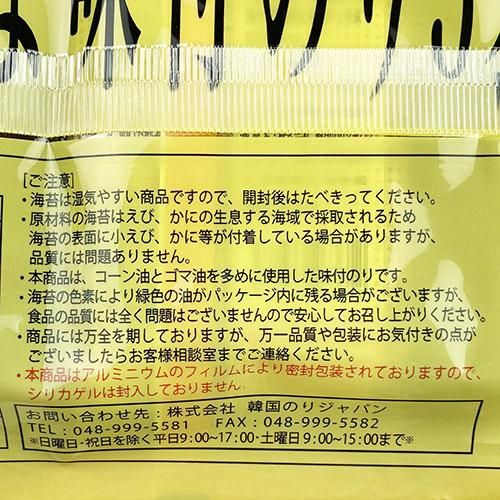 [ご注意]
・海苔は湿気やすい商品ですので、開封後はたべきってください。
・原材料の海苔はえび、かにの生息する海域で採取されるため
海苔の表面に小えび、かに等が付着している場合がありますが、
品質には問題ありません。
・本商品は、コーン油とゴマ油を多めに使用した味付のりです。
・海苔の色素により緑色の油がパッケージ内に残る場合がございますが、
食品の品質には全く問題はございませんので安心してお召し上がりください。
・商品には万全を期しておりますが、万一品質や包装にお気付きの点が
ございましたらお客様相談室までご連絡ください。
・本商品はアルミニウムのフィルムにより密封包装されておりますので、
シリカゲルは封入しておりません。
お問い合わせ先：株式会社 韓国のりジャパン
TEL：048-999-5581 FAX：048-999-5582
※日曜日・祝日を除く平日9:00~17:00・土曜日9:00~15:00まで※